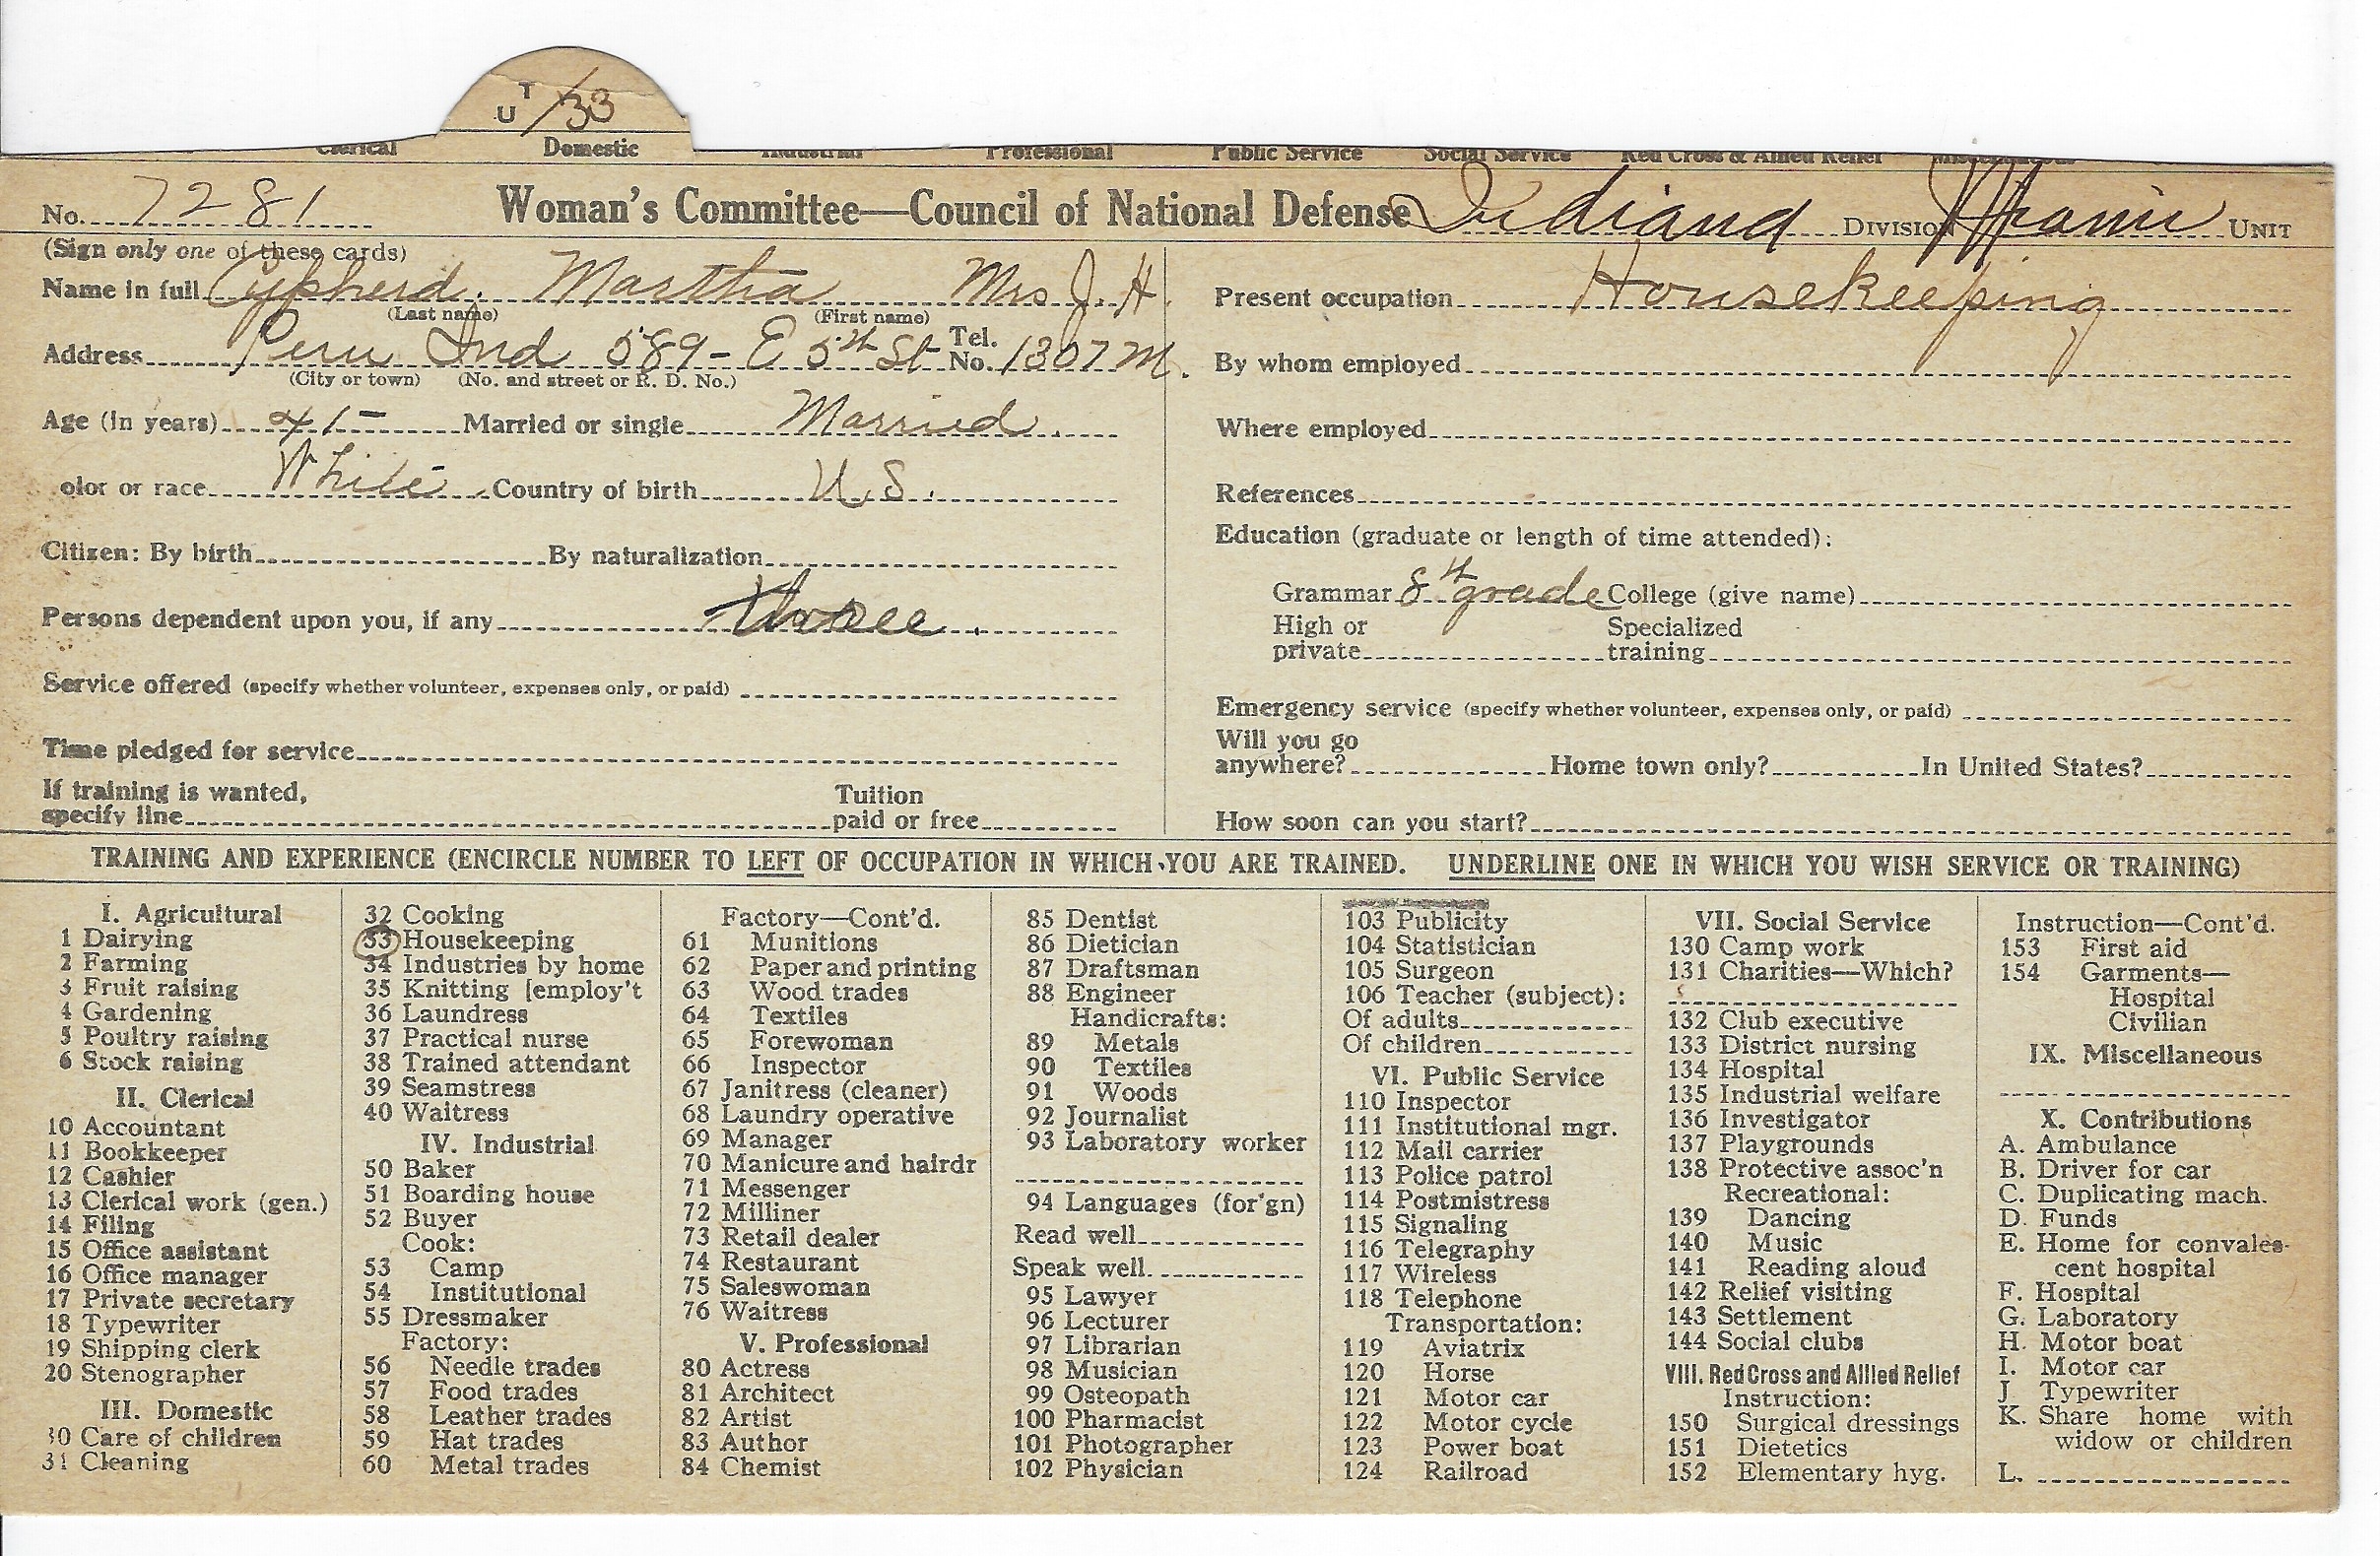 T
U /33
Clerical Domestic Industrial Professional Public Service Social Service Red Cross & Allied Relief Miscellaneous
No. 7281 Woman's Committee—Council of National Defense Indiana DIVISION Miami UNIT
(Sign only one of these cards)
Name in full Cypherd. Martha Mrs J. H.
(Last name) (First name)
Address Peru Ind 589- E 5th St Tel. No. 1307 M.
(City or town) (No. and street or R. D. No.)
Age (in years) 41 Married or single Married.
olor or race White Country of birth U.S.
Citizen: By birth By naturalization
Persons dependent upon you, if any three.
Service offered (specify whether volunteer, expenses only, or paid)
Time pledged for service
If training is wanted, specify line Tuition paid or free
Present occupation Housekeeping
By whom employed
Where employed
References
Education (graduate or length of time attended):
Grammar 8th grade College (give name)
High or private Specialized training
Emergency service (specify whether volunteer, expenses only, or paid)
Will you go anywhere? Home town only? In United States?
How soon can you start?
TRAINING AND EXPERIENCE (ENCIRCLE NUMBER TO LEFT OF OCCUPATION IN WHICH YOU ARE TRAINED. UNDERLINE ONE IN WHICH YOU WISH SERVICE OR TRAINING)
I. Agricultural
1 Dairying
2 Farming
3 Fruit raising
4 Gardening
5 Poultry raising
6 Stock raising
II. Clerical
10 Accountant
11 Bookkeeper
12 Cashier
13 Clerical work (gen.)
14 Filing
15 Office assistant
16 Office manager
17 Private secretary
18 Typewriter
19 Shipping clerk
20 Stenographer
III. Domestic
30 Care of children
31 Cleaning
32 Cooking
33 Housekeeping
34 Industries by home
35 Knitting [employ't
36 Laundress
37 Practical nurse
38 Trained attendant
39 Seamstress
40 Waitress
IV. Industrial
50 Baker
51 Boarding house
52 Buyer
Cook:
53 Camp
54 Institutional
55 Dressmaker
Factory:
56 Needle trades
57 Food trades
58 Leather trades
59 Hat trades
60 Metal trades
Factory—Cont'd.
61 Munitions
62 Paper and printing
63 Wood trades
64 Textiles
65 Forewoman
66 Inspector
67 Janitress (cleaner)
68 Laundry operative
69 Manager
70 Manicure and hairdr
71 Messenger
72 Milliner
73 Retail dealer
74 Restaurant
75 Saleswoman
76 Waitress
V. Professional
80 Actress
81 Architect
82 Artist
83 Author
84 Chemist
85 Dentist
86 Dietician
87 Draftsman
88 Engineer
Handicrafts:
89 Metals
90 Textiles
91 Woods
92 Journalist
93 Laboratory worker
94 Languages (for'gn)
Read well
Speak well
95 Lawyer
96 Lecturer
97 Librarian
98 Musician
99 Osteopath
100 Pharmacist
101 Photographer
102 Physician
103 Publicity
104 Statistician
105 Surgeon
106 Teacher (subject):
Of adults
Of children
VI. Public Service
110 Inspector
111 Institutional mgr.
112 Mail carrier
113 Police patrol
114 Postmistress
115 Signaling
116 Telegraphy
117 Wireless
118 Telephone
Transportation:
119 Aviatrix
120 Horse
121 Motor car
122 Motor cycle
123 Power boat
124 Railroad
VII. Social Service
130 Camp work
131 Charities—Which?
132 Club executive
133 District nursing
134 Hospital
135 Industrial welfare
136 Investigator
137 Playgrounds
138 Protective assoc'n
Recreational:
139 Dancing
140 Music
141 Reading aloud
142 Relief visiting
143 Settlement
144 Social clubs
VIII. Red Cross and Allied Relief
Instruction:
150 Surgical dressings
151 Dietetics
152 Elementary hyg.
Instruction—Cont'd.
153 First aid
154 Garments—
Hospital
Civilian
IX. Miscellaneous
X. Contributions
A. Ambulance
B. Driver for car
C. Duplicating mach.
D. Funds
E. Home for convales-
cent hospital
F. Hospital
G. Laboratory
H. Motor boat
I. Motor car
J. Typewriter
K. Share home with
widow or children
L.